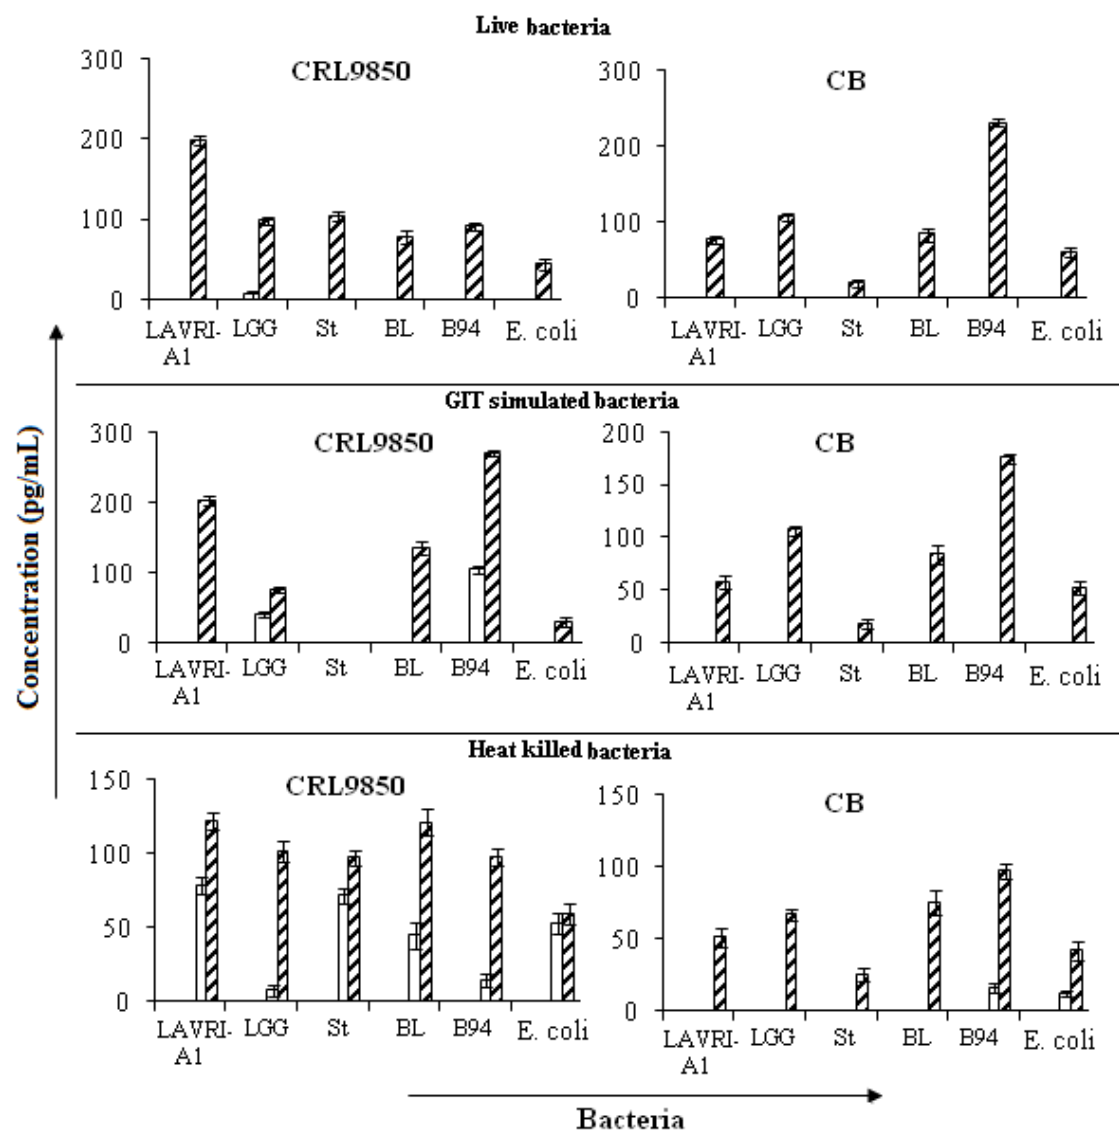 Live bacteria
CRL9850
CB
300
200
100
0
LAVRI-A1 LGG St BL B94 E. coli
300
200
100
0
LAVRI-A1 LGG St BL B94 E. coli
GIT simulated bacteria
CRL9850
CB
300
200
100
0
LAVRI-A1 LGG St BL B94 E. coli
200
150
100
50
0
LAVRI-A1 LGG St B94 BL E. coli
Heat killed bacteria
CRL9850
CB
150
100
50
0
LAVRI-A1 LGG St BL B94 E. coli
150
100
50
0
LAVRI-A1 LGG St BL B94 E. coli
Concentration (pg/mL)
Bacteria